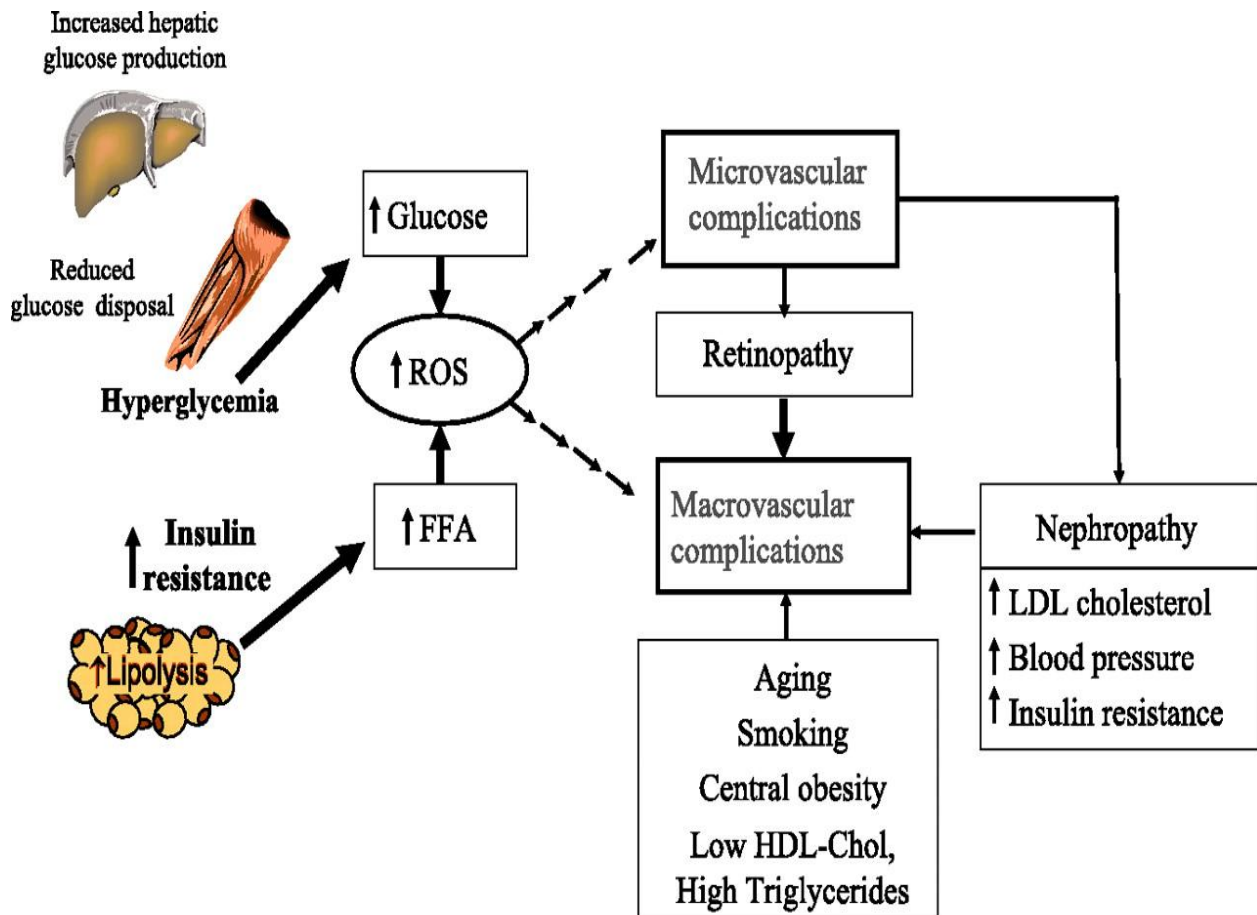 Increased hepatic
glucose production
Reduced
glucose disposal
Hyperglycemia
↑ Glucose
↑ ROS
↑ FFA
↑ Insulin
resistance
↑Lipolysis
Microvascular
complications
Retinopathy
Macrovascular
complications
Nephropathy
↑ LDL cholesterol
↑ Blood pressure
↑ Insulin resistance
Aging
Smoking
Central obesity
Low HDL-Chol,
High Triglycerides